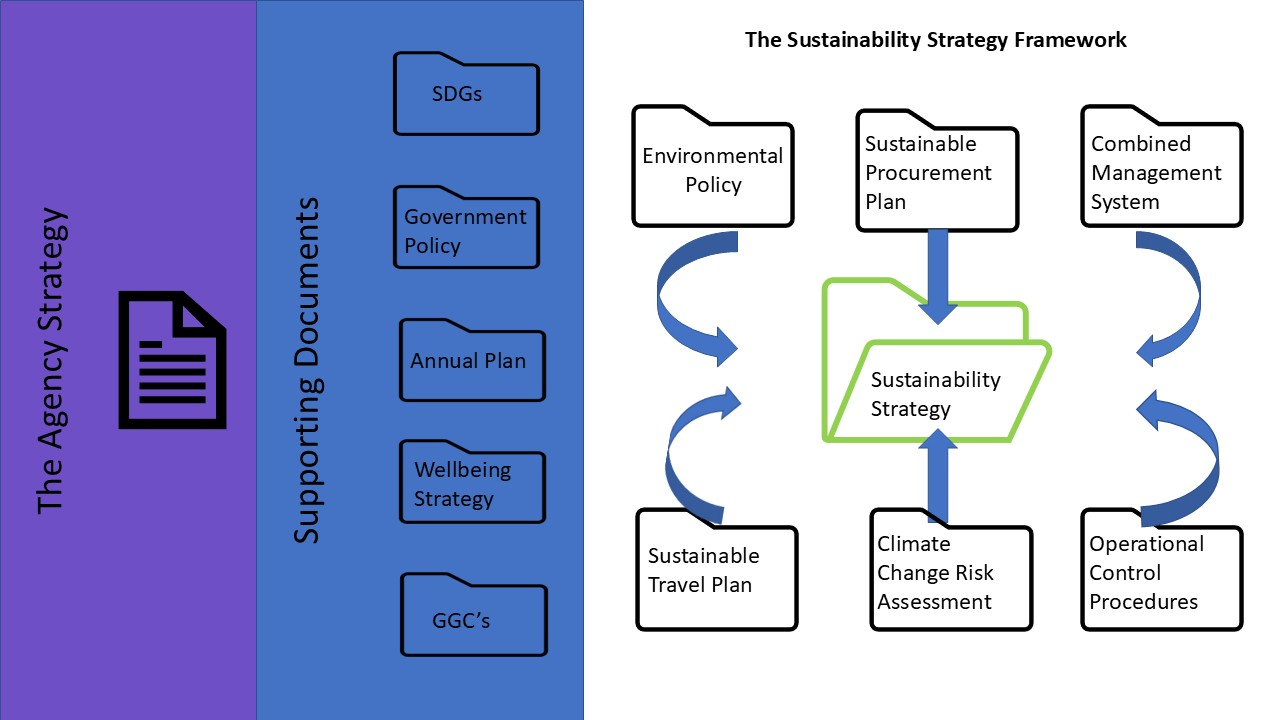 The Agency Strategy
Supporting Documents
SDGs
Government
Policy
Annual Plan
Wellbeing
Strategy
GGC’s
The Sustainability Strategy Framework
Environmental
Policy
Sustainable
Procurement
Plan
Combined
Management
System
Sustainability
Strategy
Sustainable
Travel Plan
Climate
Change Risk
Assessment
Operational
Control
Procedures